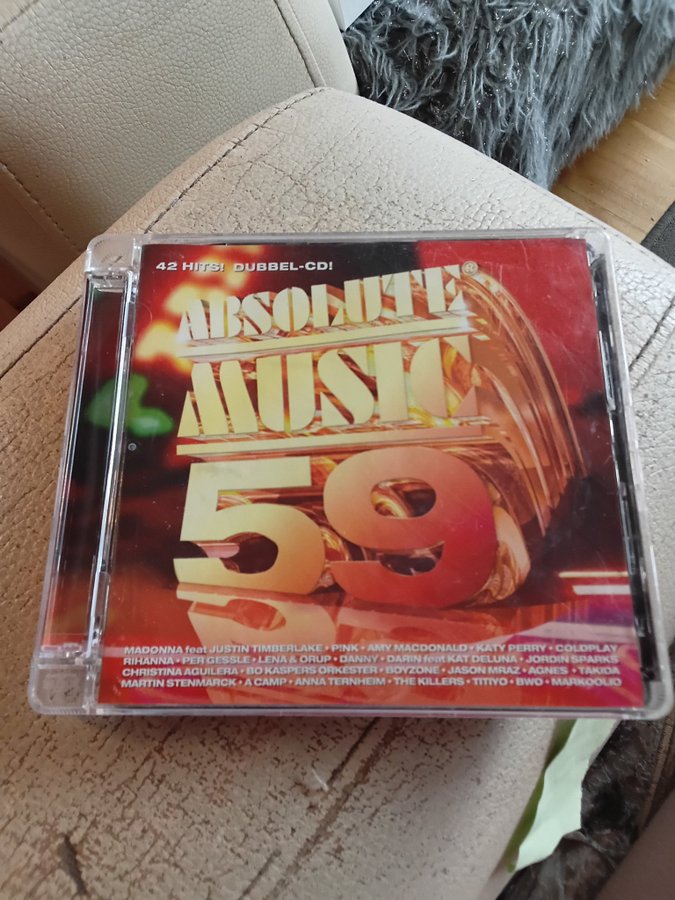 42 HITS! DUBBEL-CD!
ABSOLUTE®
MUSIC
59
MADONNA feat JUSTIN TIMBERLAKE • P!NK • AMY MACDONALD • KATY PERRY • COLDPLAY
RIHANNA • PER GESSLE • LENA & ORUP • DANNY • DARIN feat KAT DELUNA • JORDIN SPARKS
CHRISTINA AGUILERA • BO KASPERS ORKESTER • BOYZONE • JASON MRAZ • AGNES • TAKIDA
MARTIN STENMARCK • A CAMP • ANNA TERNHEIM • THE KILLERS • TITIYO • BWO • MARKOOLIO